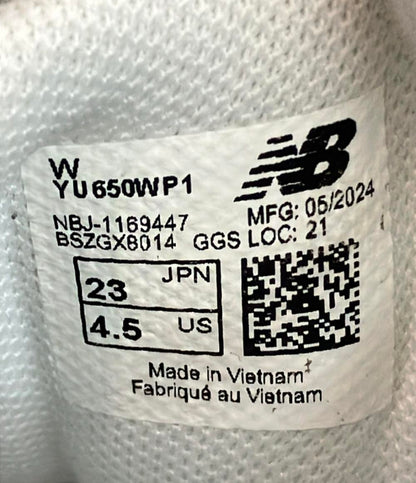 W
YU650WP1
NB
NBJ-1169447 MFG: 05/2024
BSZGX8014 GGS LOC: 21
23 JPN
4.5 US
Made in Vietnam
Fabriqué au Vietnam